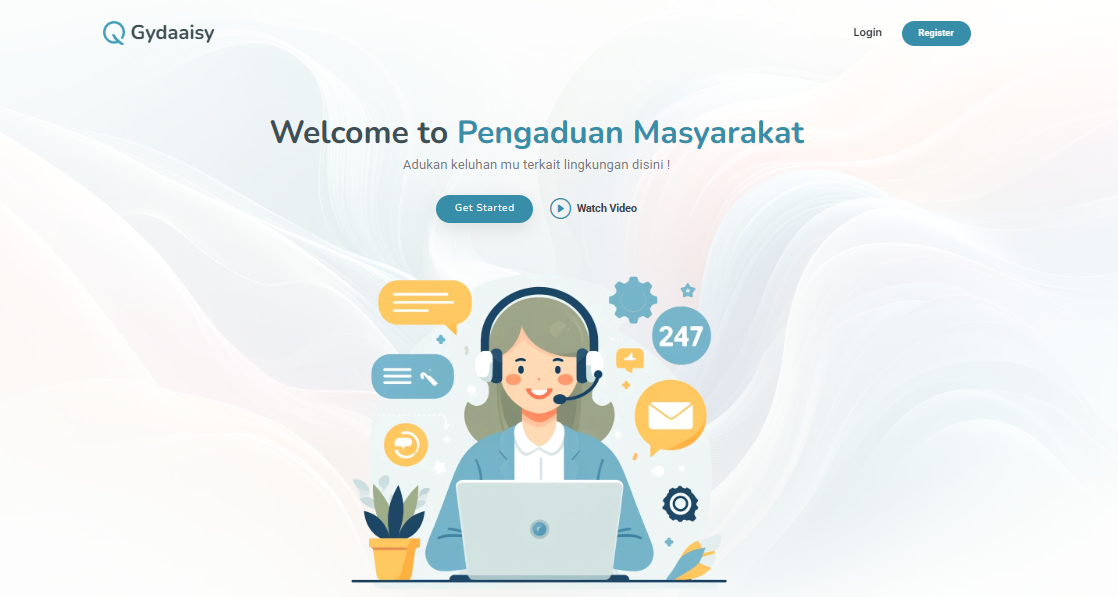 Gydaaisy
Login
Register
Welcome to Pengaduan Masyarakat
Adukan keluhan mu terkait lingkungan disini !
Get Started
Watch Video
247